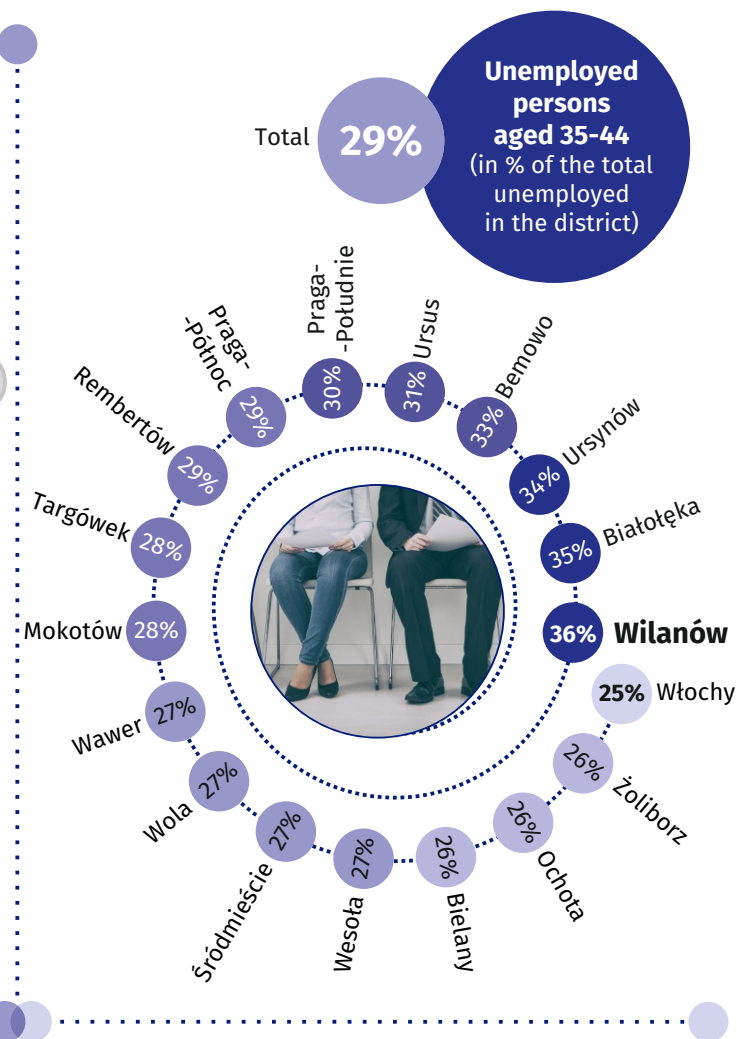 Unemployed
persons
aged 35-44
(in % of the total
unemployed
in the district)
Total
29%
Praga-
-Południe
30%
Ursus
31%
Bemowo
33%
Ursynów
34%
Białołęka
35%
Wilanów
36%
Praga-
-Północ
29%
Rembertów
29%
Targówek
28%
Mokotów
28%
Wawer
27%
Wola
27%
Śródmieście
27%
Wesoła
27%
Bielany
26%
Ochota
26%
Żoliborz
26%
25%
Włochy